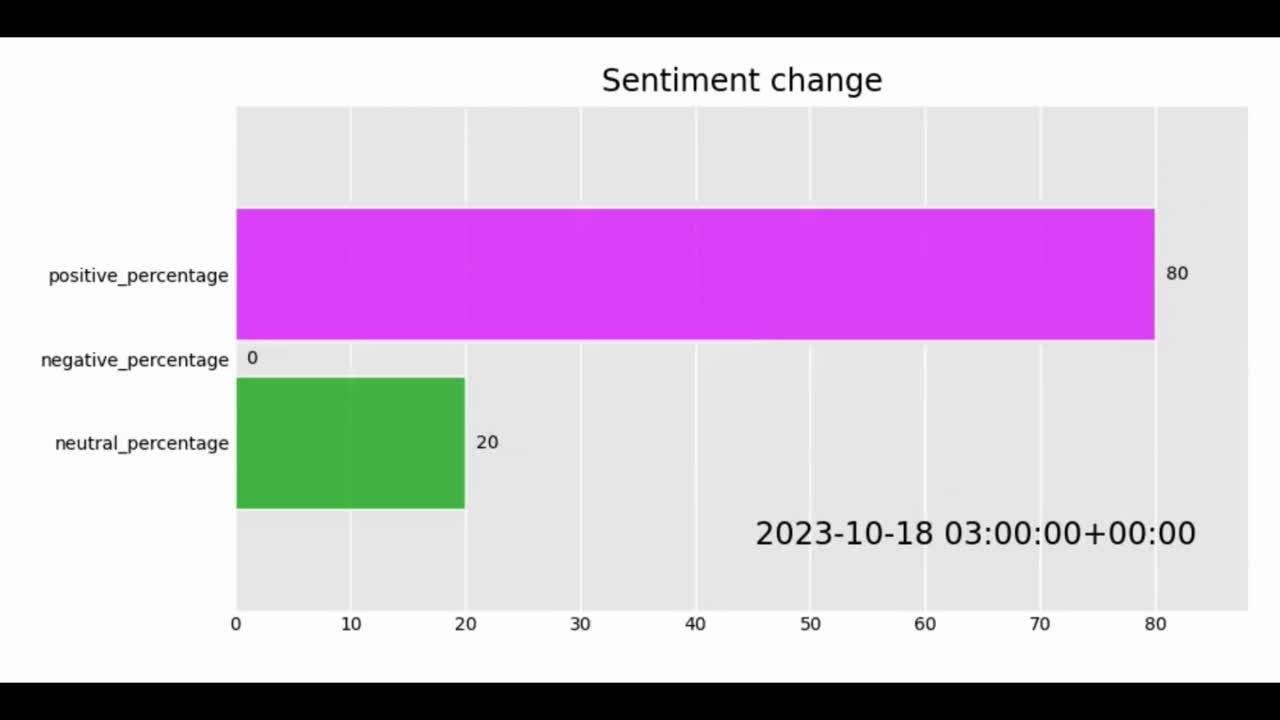 Sentiment change
positive_percentage
80
negative_percentage
0
neutral_percentage
20
2023-10-18 03:00:00+00:00
0 10 20 30 40 50 60 70 80